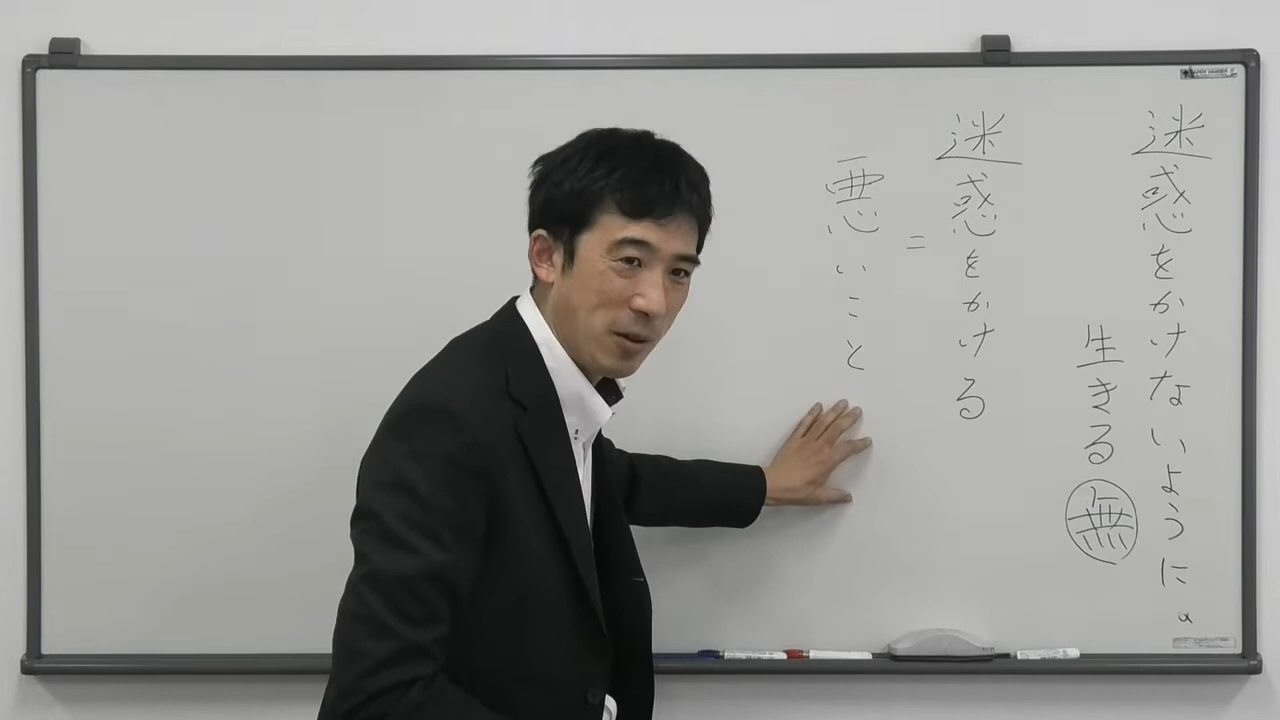 迷惑をかけないように
生きる 無
迷惑をかける
=
悪いこと